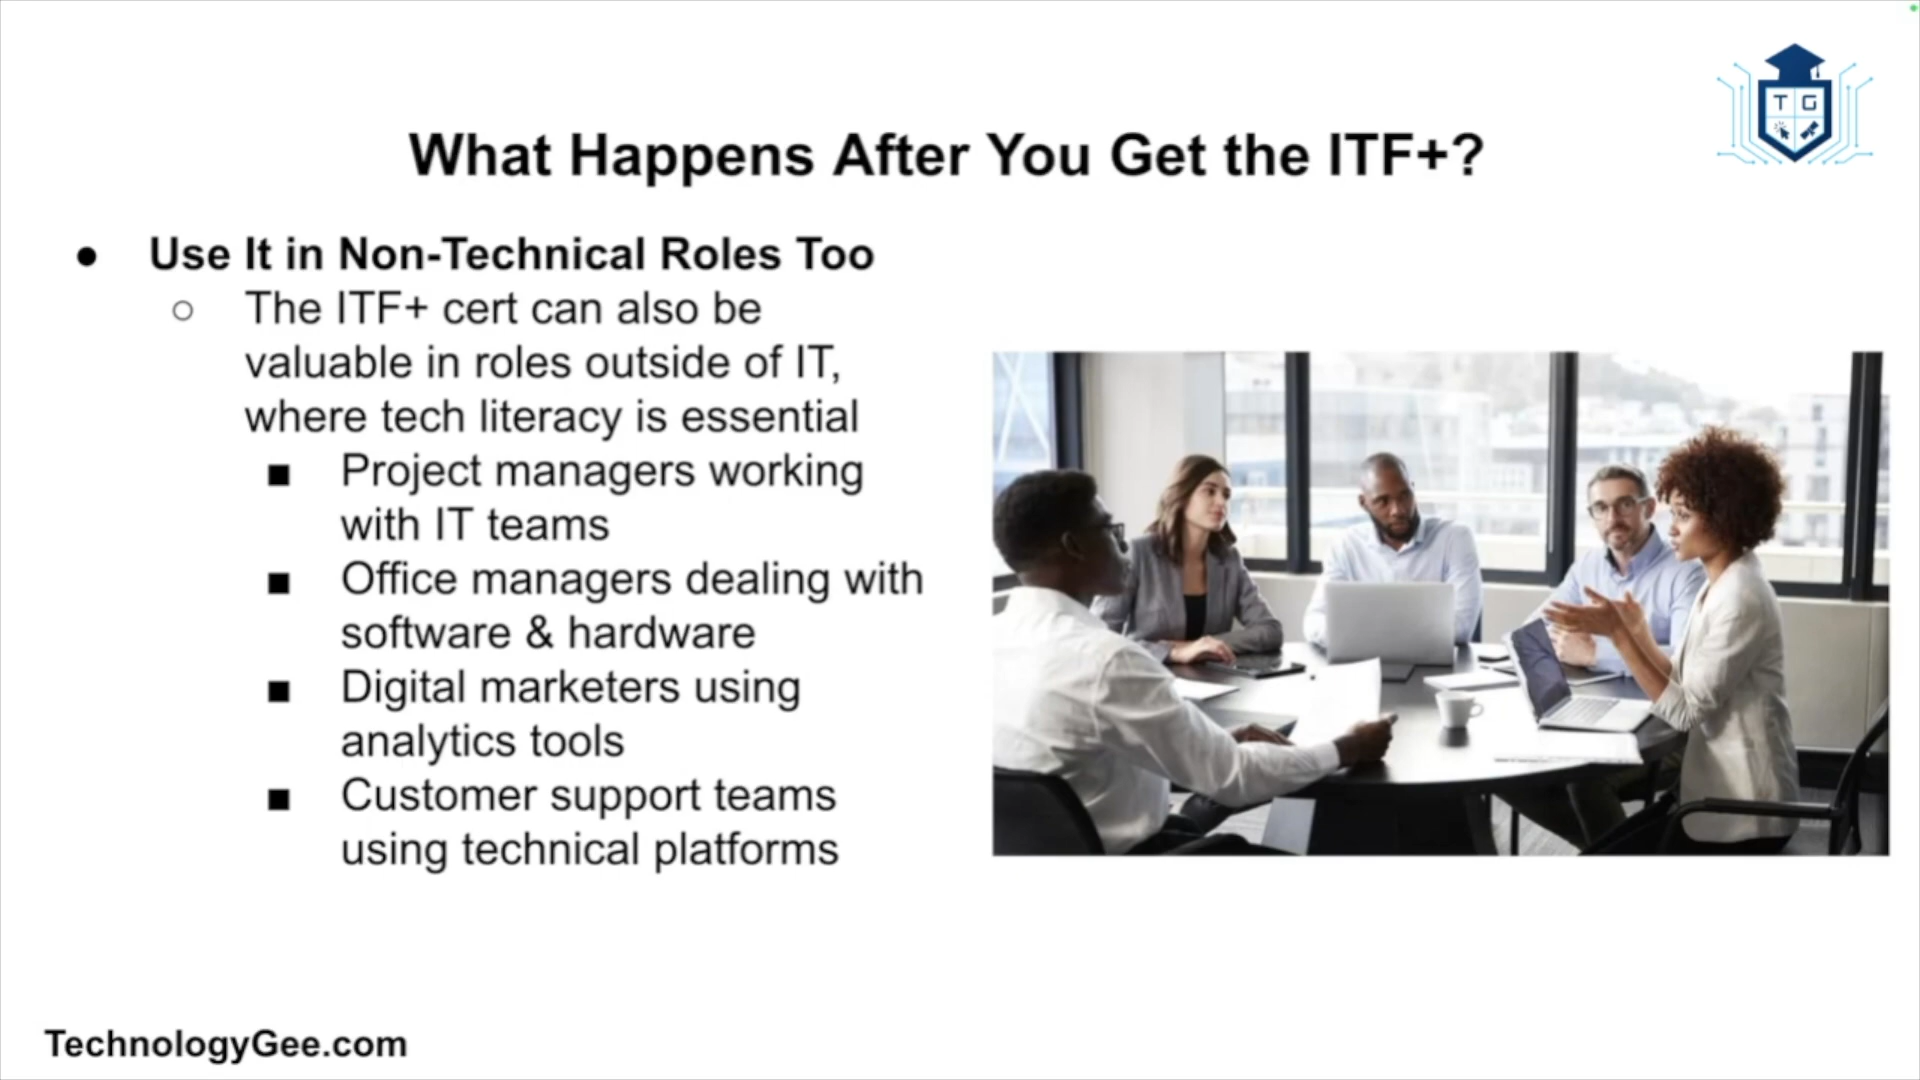 T G
What Happens After You Get the ITF+?
● Use It in Non-Technical Roles Too
○ The ITF+ cert can also be
valuable in roles outside of IT,
where tech literacy is essential
■ Project managers working
with IT teams
■ Office managers dealing with
software & hardware
■ Digital marketers using
analytics tools
■ Customer support teams
using technical platforms
TechnologyGee.com